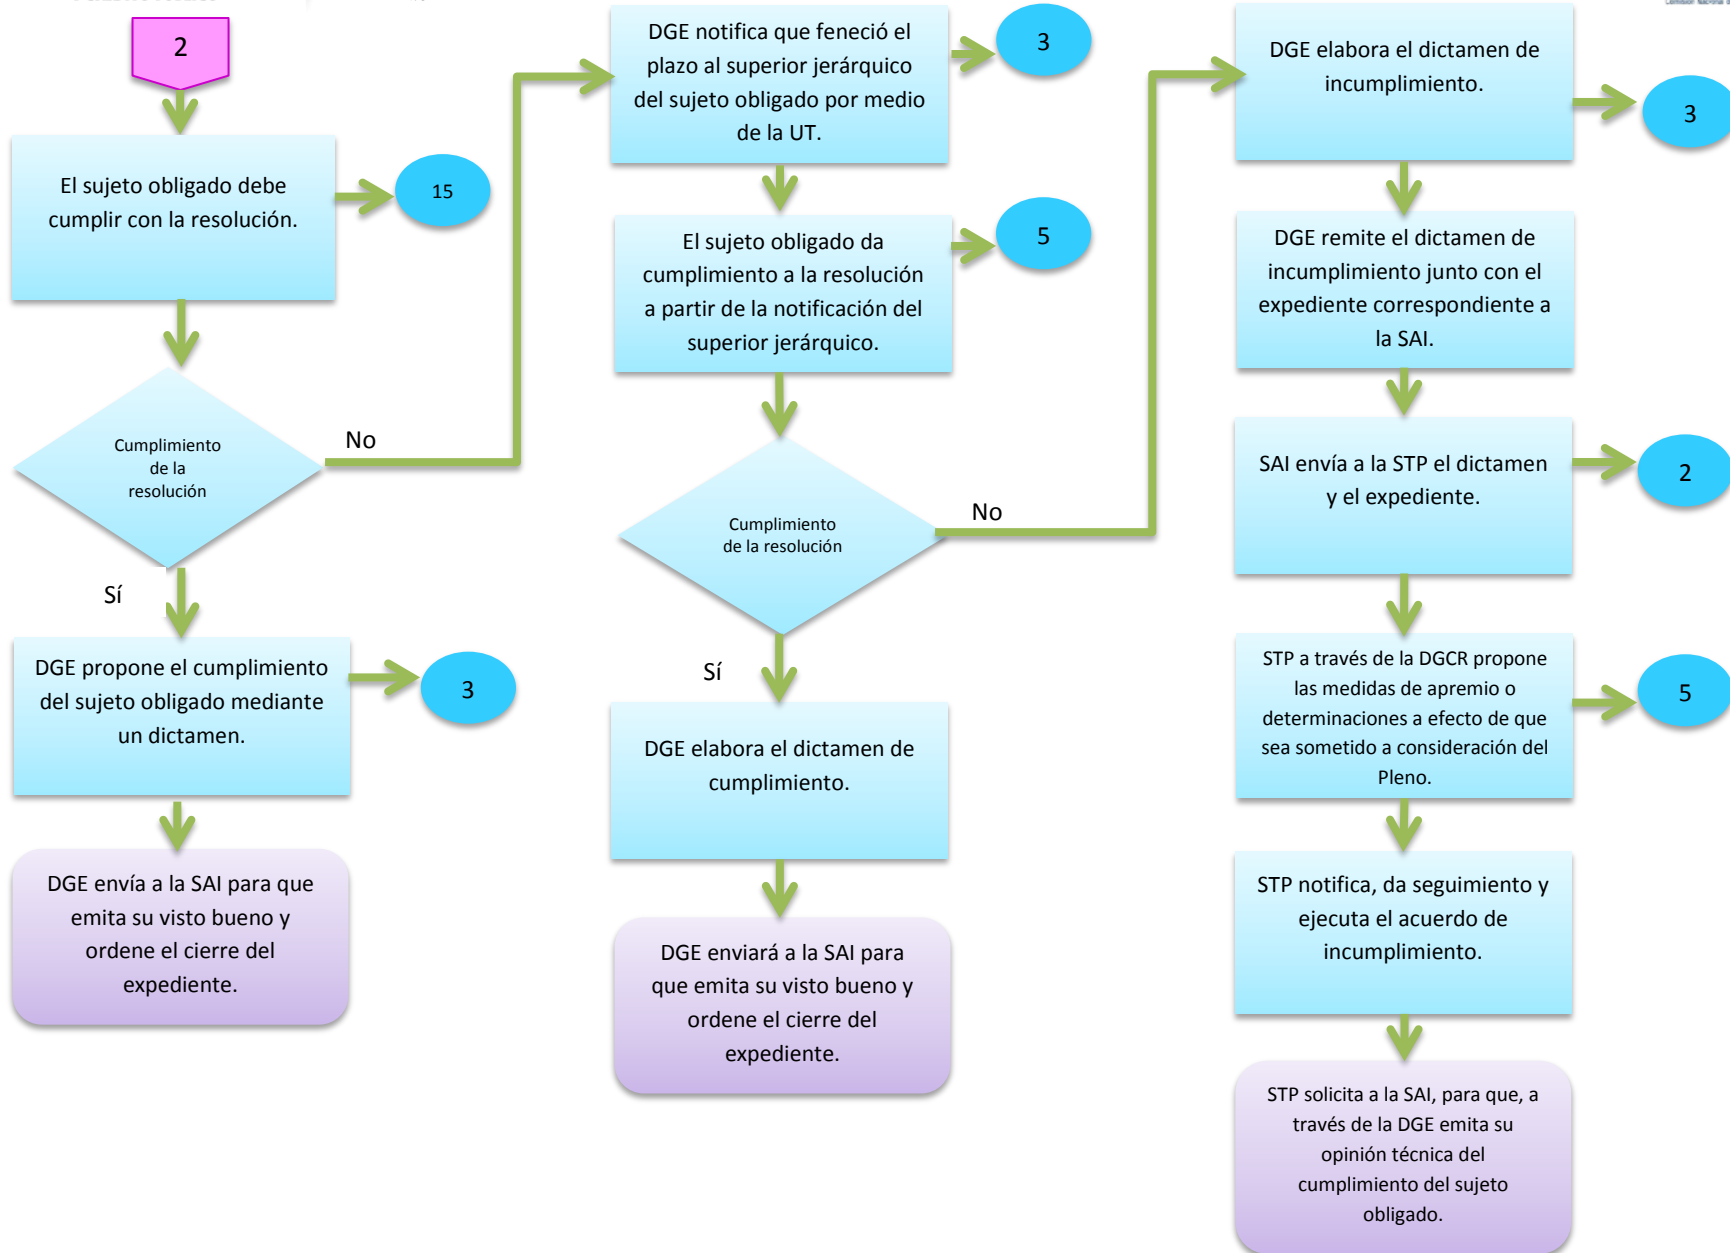 2
El sujeto obligado debe
cumplir con la resolución.
15
Cumplimiento
de la
resolución
No
Sí
DGE propone el cumplimiento
del sujeto obligado mediante
un dictamen.
3
DGE envía a la SAI para que
emita su visto bueno y
ordene el cierre del
expediente.
DGE notifica que feneció el
plazo al superior jerárquico
del sujeto obligado por medio
de la UT.
3
El sujeto obligado da
cumplimiento a la resolución
a partir de la notificación del
superior jerárquico.
5
Cumplimiento
de la resolución
No
Sí
DGE elabora el dictamen de
cumplimiento.
DGE enviará a la SAI para
que emita su visto bueno y
ordene el cierre del
expediente.
DGE elabora el dictamen de
incumplimiento.
3
DGE remite el dictamen de
incumplimiento junto con el
expediente correspondiente a
la SAI.
SAI envía a la STP el dictamen
y el expediente.
2
STP a través de la DGCR propone
las medidas de apremio o
determinaciones a efecto de que
sea sometido a consideración del
Pleno.
5
STP notifica, da seguimiento y
ejecuta el acuerdo de
incumplimiento.
STP solicita a la SAI, para que, a
través de la DGE emita su
opinión técnica del
cumplimiento del sujeto
obligado.